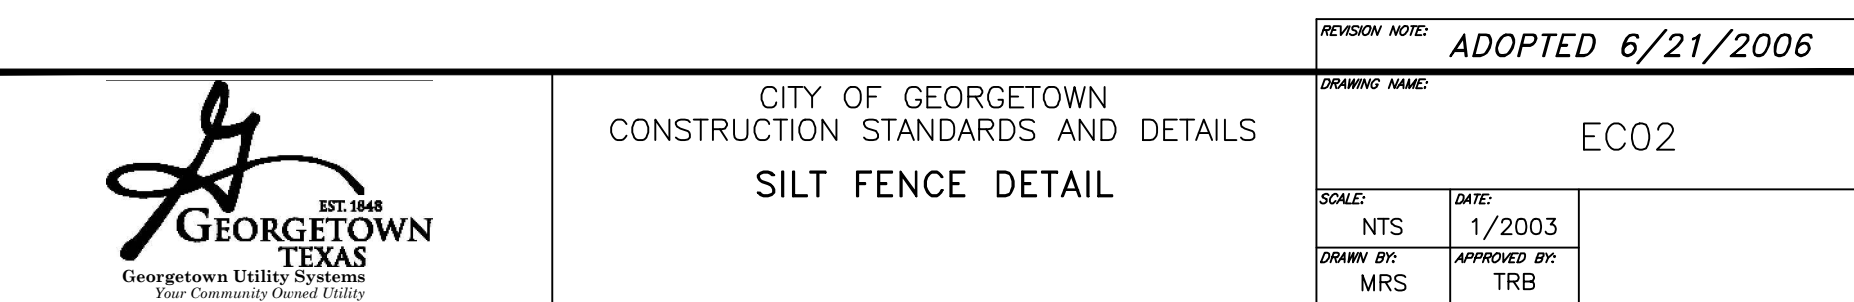 REVISION NOTE:
ADOPTED 6/21/2006
EST. 1848
GEORGETOWN
TEXAS
Georgetown Utility Systems
Your Community Owned Utility
CITY OF GEORGETOWN
CONSTRUCTION STANDARDS AND DETAILS
SILT FENCE DETAIL
DRAWING NAME:
EC02
SCALE:
NTS
DATE:
1/2003
DRAWN BY:
MRS
APPROVED BY:
TRB